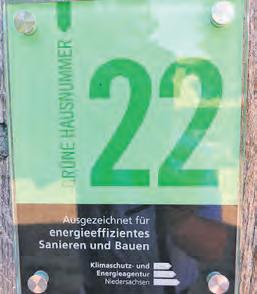 GRÜNE HAUSNUMMER
22
Ausgezeichnet für
energieeffizientes
Sanieren und Bauen
Klimaschutz- und
Energieagentur
Niedersachsen